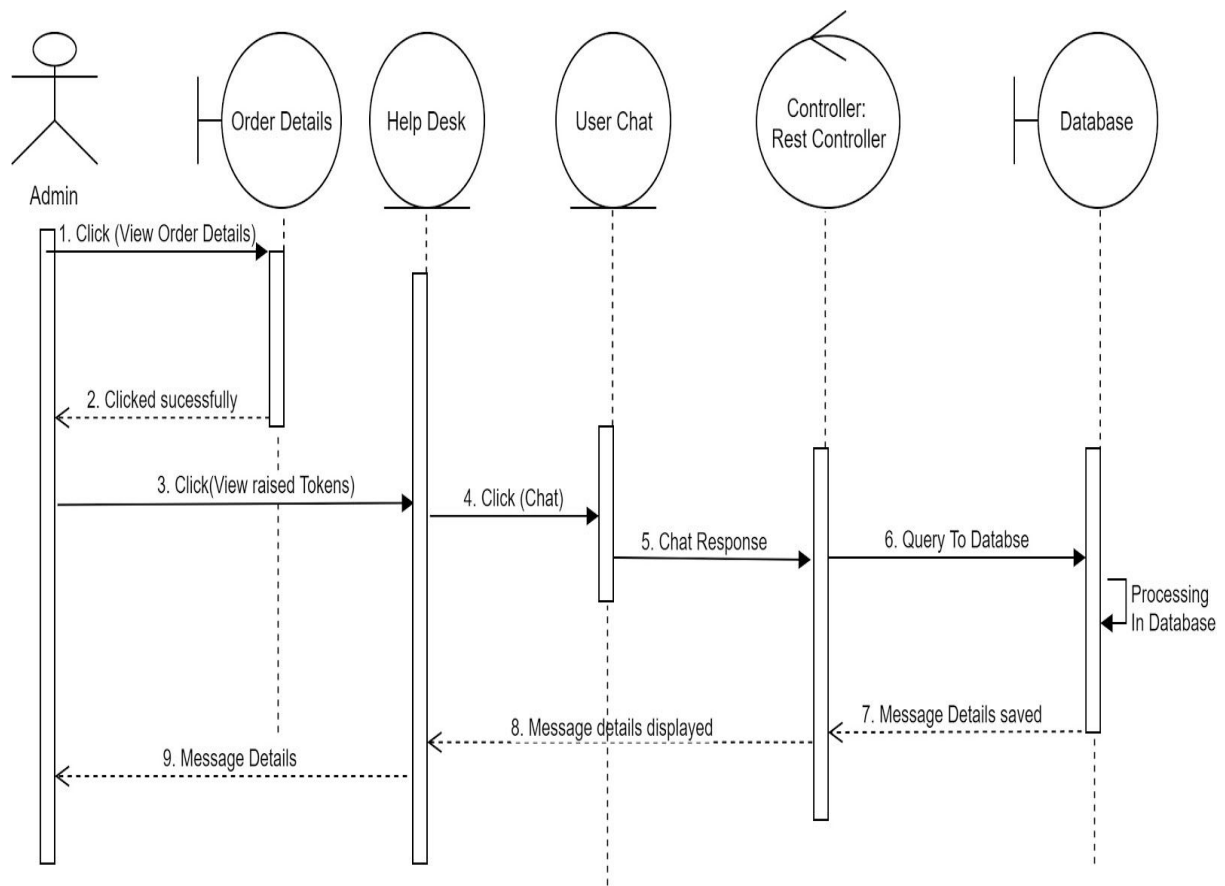 Order Details
Help Desk
User Chat
Controller:
Rest Controller
Database
Admin
1. Click (View Order Details)
2. Clicked sucessfully
3. Click(View raised Tokens)
4. Click (Chat)
5. Chat Response
6. Query To Databse
Processing
In Database
7. Message Details saved
8. Message details displayed
9. Message Details